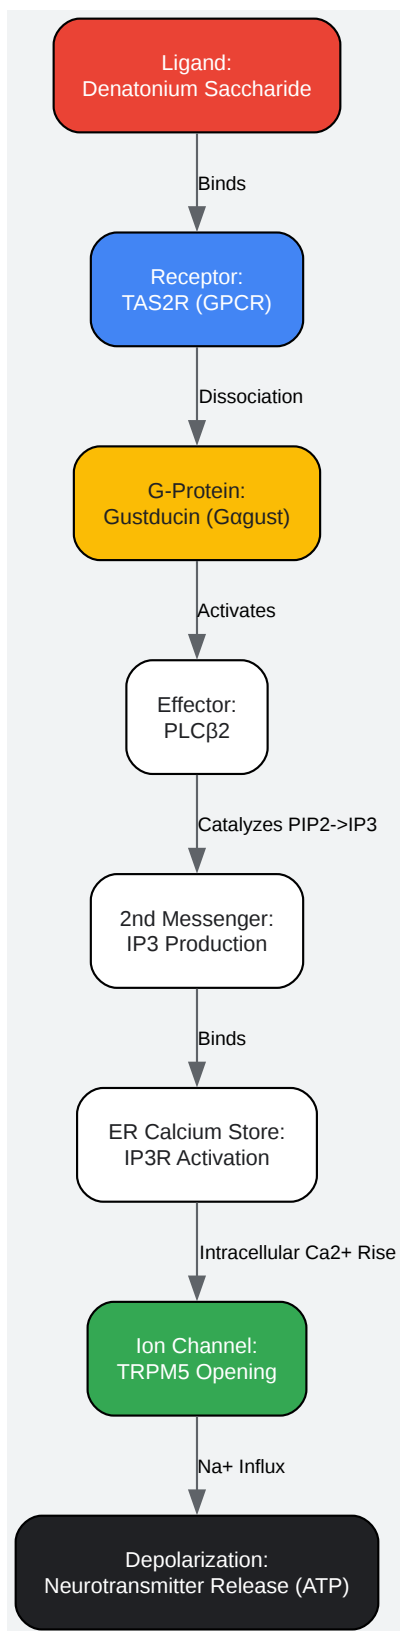 Ligand:
Denatonium Saccharide
Binds
Receptor:
TAS2R (GPCR)
Dissociation
G-Protein:
Gustducin (Gαgust)
Activates
Effector:
PLCβ2
Catalyzes PIP2->IP3
2nd Messenger:
IP3 Production
Binds
ER Calcium Store:
IP3R Activation
Intracellular Ca2+ Rise
Ion Channel:
TRPM5 Opening
Na+ Influx
Depolarization:
Neurotransmitter Release (ATP)